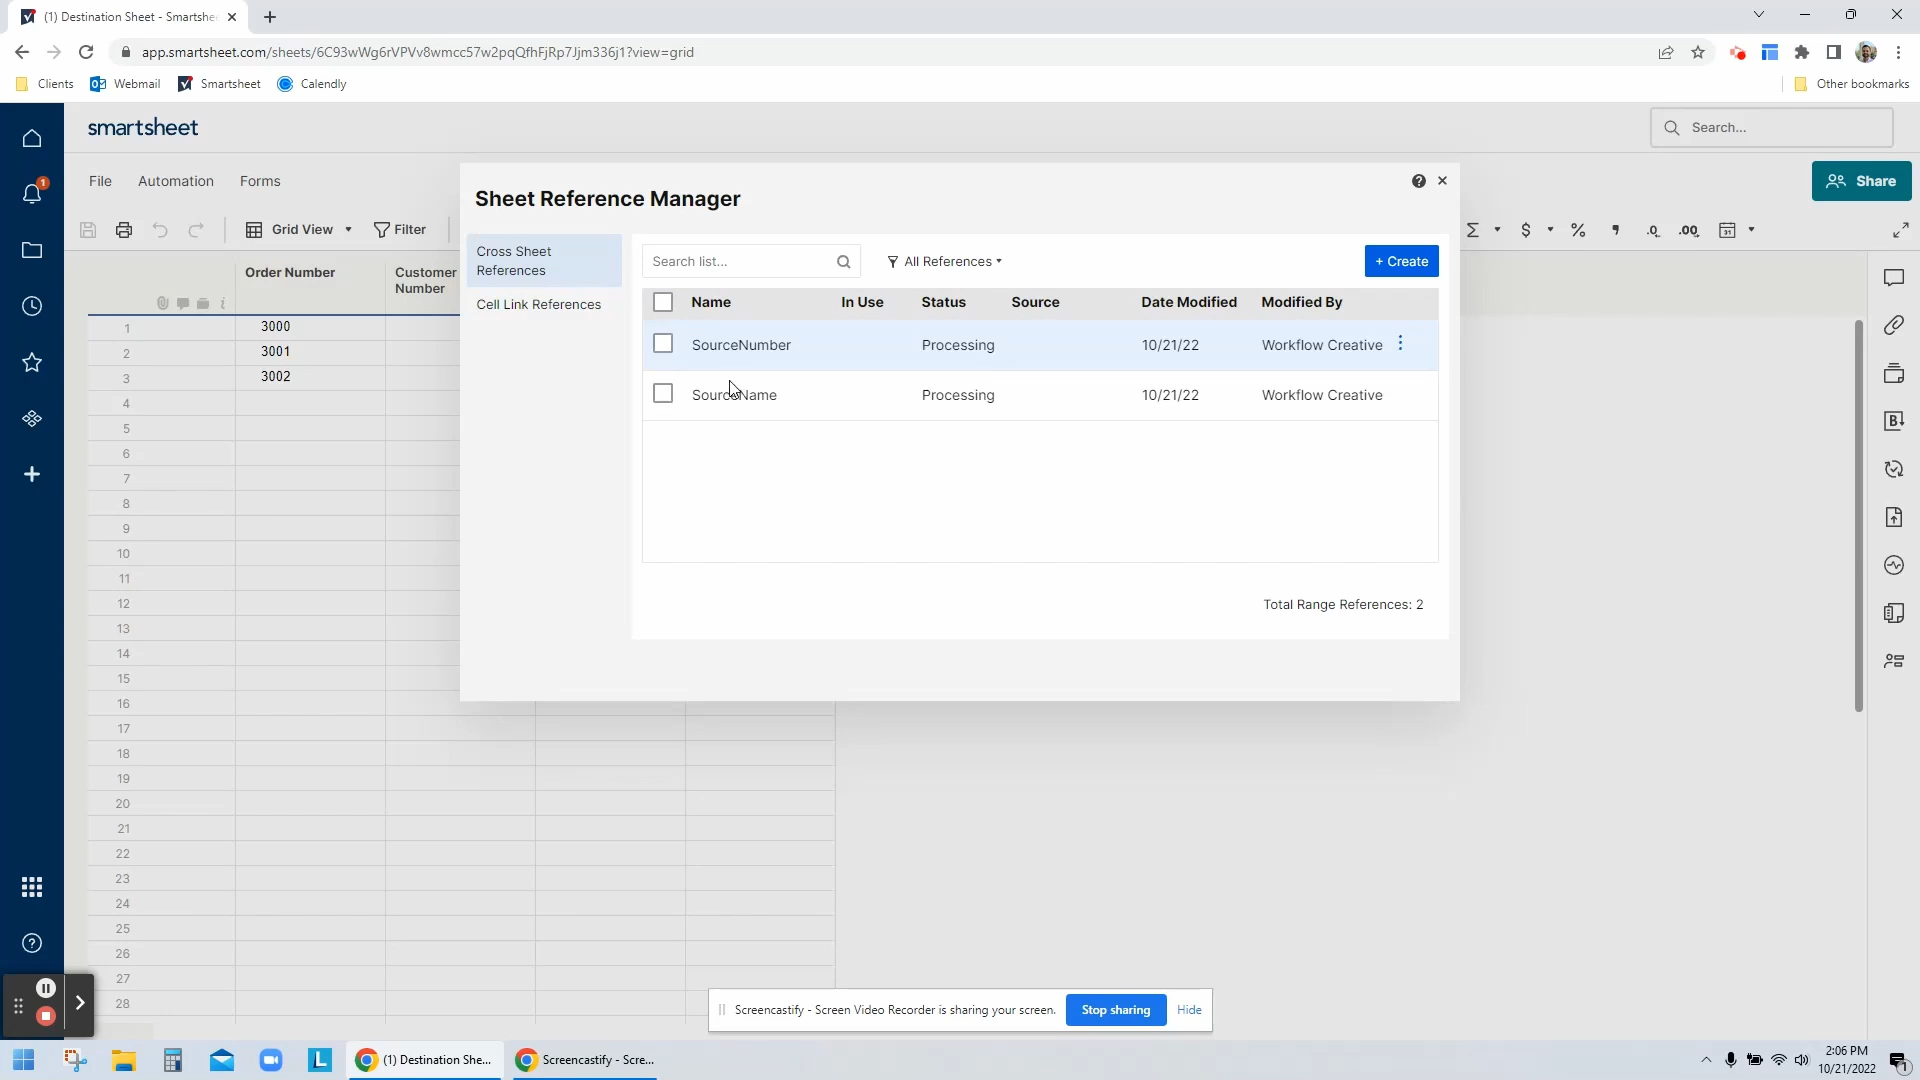 (1) Destination Sheet - Smartshe
app.smartsheet.com/sheets/6C93wWg6rVPVv8wmcc57w2pqQfhFjRp7Jjm336j1?view=grid
Clients Webmail Smartsheet Calendly Other bookmarks
smartsheet
Search...
1
File Automation Forms
Share
Grid View Filter
Σ $ % , .0 .00 31
Sheet Reference Manager
Cross Sheet
References
Cell Link References
Search list...
All References
+ Create
Name In Use Status Source Date Modified Modified By
SourceNumber Processing 10/21/22 Workflow Creative
SourceName Processing 10/21/22 Workflow Creative
Total Range References: 2
Order Number
Customer
Number
1 3000
2 3001
3 3002
4
5
6
7
8
9
10
11
12
13
14
15
16
17
18
19
20
21
22
23
24
25
26
27
28
Screencastify - Screen Video Recorder is sharing your screen. Stop sharing Hide
(1) Destination She...
Screencastify - Scre...
2:06 PM
10/21/2022
1